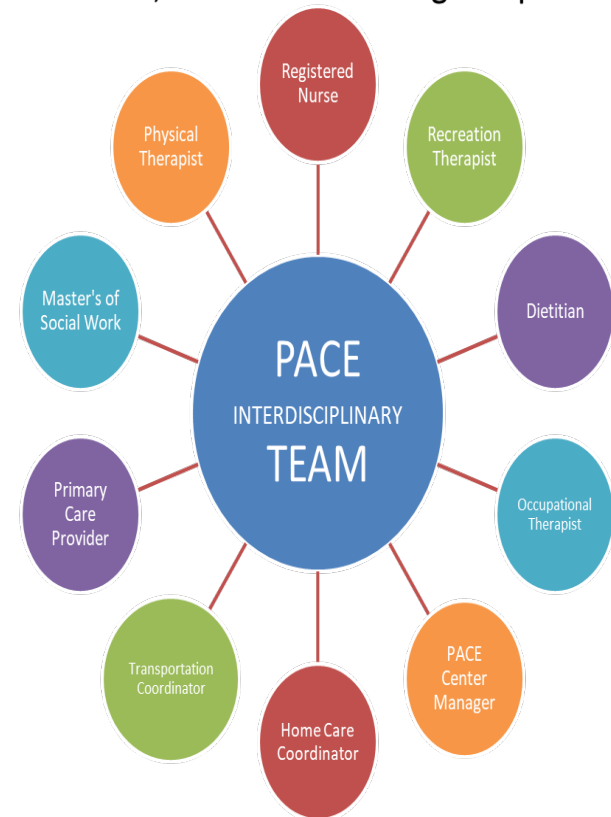 Registered
Nurse
Recreation
Therapist
Dietitian
Occupational
Therapist
PACE
Center
Manager
Home Care
Coordinator
Transportation
Coordinator
Primary
Care
Provider
Master's of
Social Work
Physical
Therapist
PACE
INTERDISCIPLINARY
TEAM